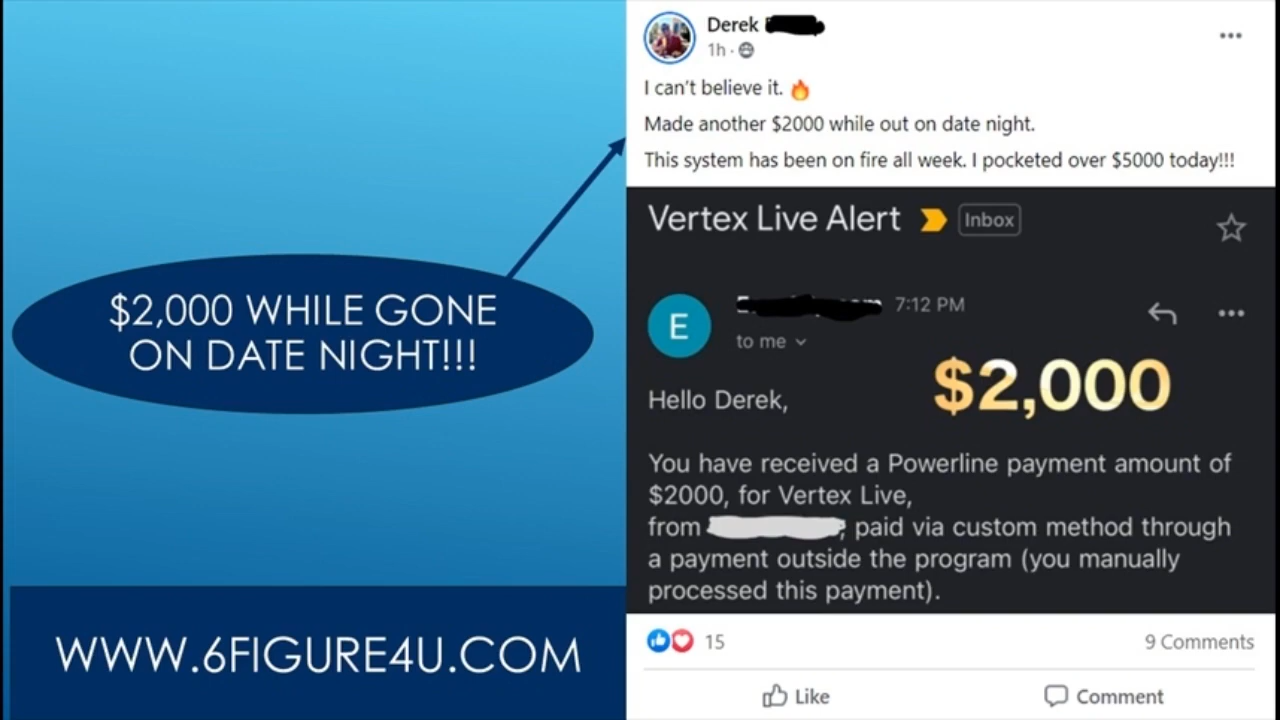 $2,000 WHILE GONE
ON DATE NIGHT!!!
WWW.6FIGURE4U.COM
Derek
1h ·
I can't believe it. 🔥
Made another $2000 while out on date night.
This system has been on fire all week. I pocketed over $5000 today!!!
Vertex Live Alert Inbox
E 7:12 PM
to me
Hello Derek,
$2,000
You have received a Powerline payment amount of
$2000, for Vertex Live,
from ; paid via custom method through
a payment outside the program (you manually
processed this payment).
15 9 Comments
Like Comment